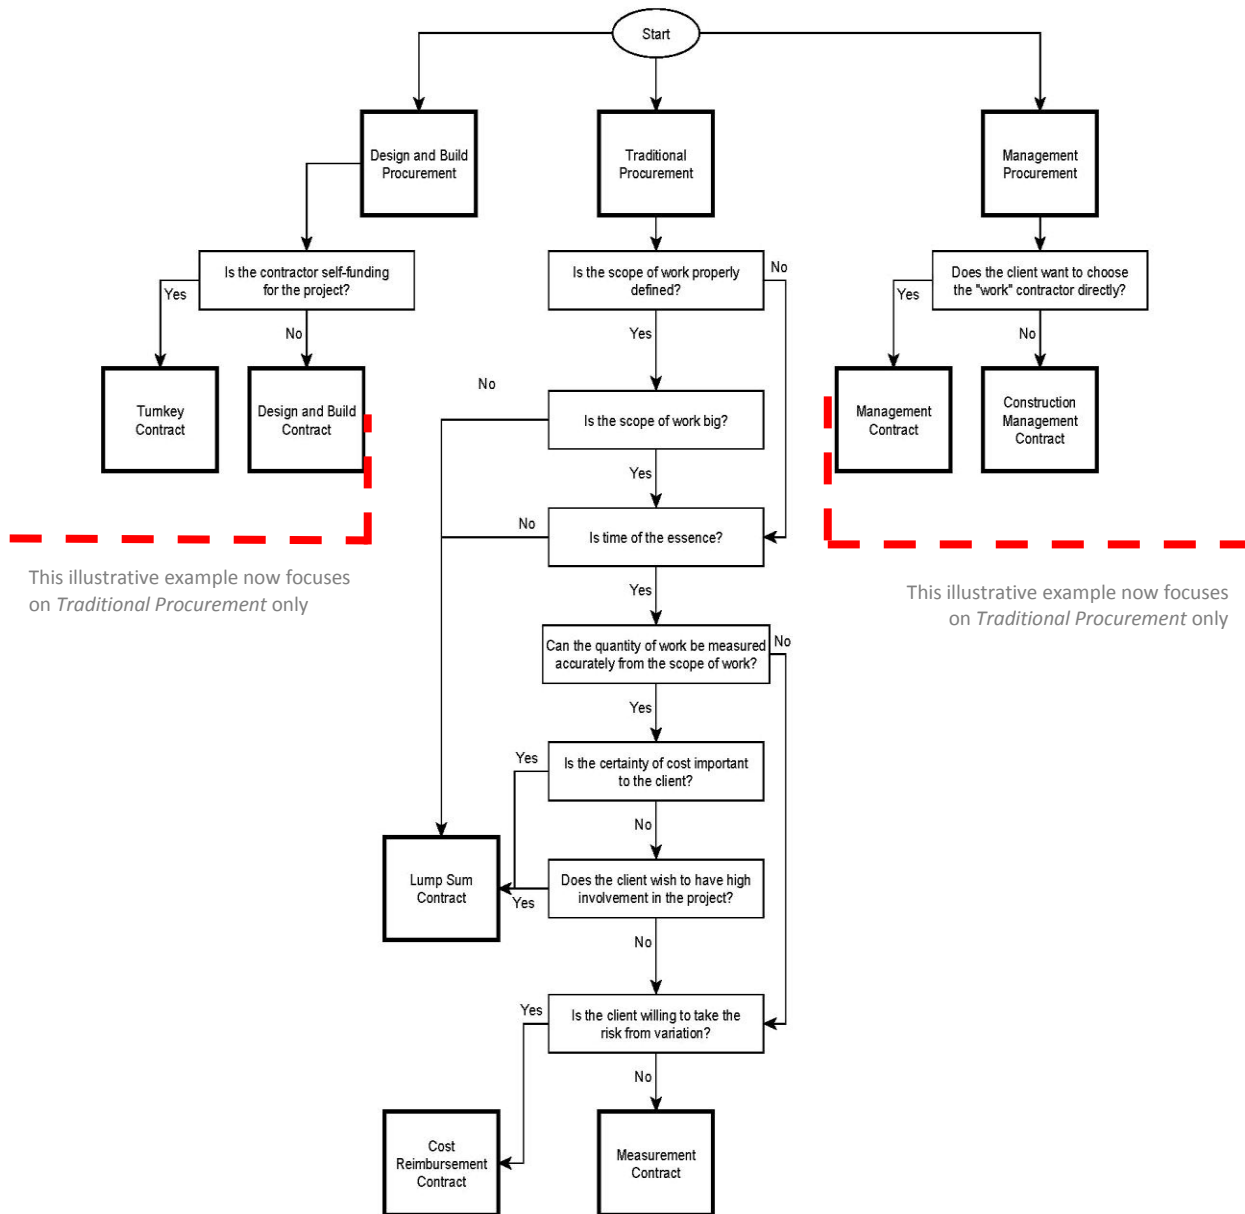 Start
Design and Build
Procurement
Traditional
Procurement
Management
Procurement
Is the contractor self-funding
for the project?
Is the scope of work properly
defined?
No
Does the client want to choose
the "work" contractor directly?
Yes
Yes
No
Yes
No
Turnkey
Contract
Design and Build
Contract
No
Is the scope of work big?
Management
Contract
Construction
Management
Contract
Yes
No
Is time of the essence?
This illustrative example now focuses
on Traditional Procurement only
This illustrative example now focuses
on Traditional Procurement only
Yes
Can the quantity of work be measured
accurately from the scope of work?
No
Yes
Yes
Is the certainty of cost important
to the client?
No
Lump Sum
Contract
Does the client wish to have high
involvement in the project?
Yes
No
Yes
Is the client willing to take the
risk from variation?
No
Cost
Reimbursement
Contract
Measurement
Contract